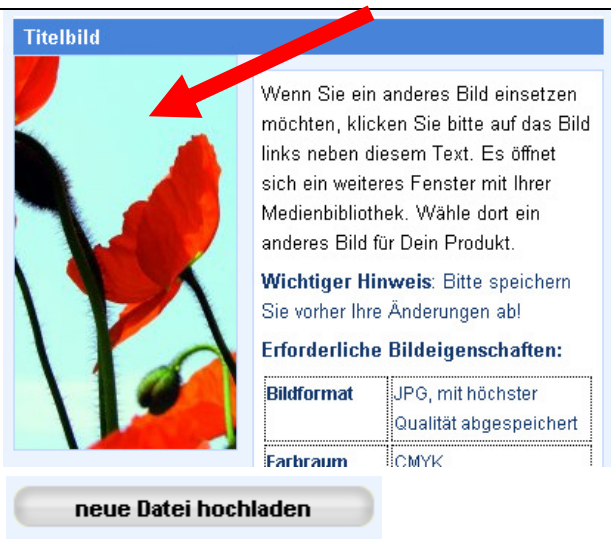 Titelbild
Wenn Sie ein anderes Bild einsetzen
möchten, klicken Sie bitte auf das Bild
links neben diesem Text. Es öffnet
sich ein weiteres Fenster mit Ihrer
Medienbibliothek. Wähle dort ein
anderes Bild für Dein Produkt.
Wichtiger Hinweis: Bitte speichern
Sie vorher Ihre Änderungen ab!
Erforderliche Bildeigenschaften:
Bildformat JPG, mit höchster
Qualität abgespeichert
Farbraum CMYK
neue Datei hochladen